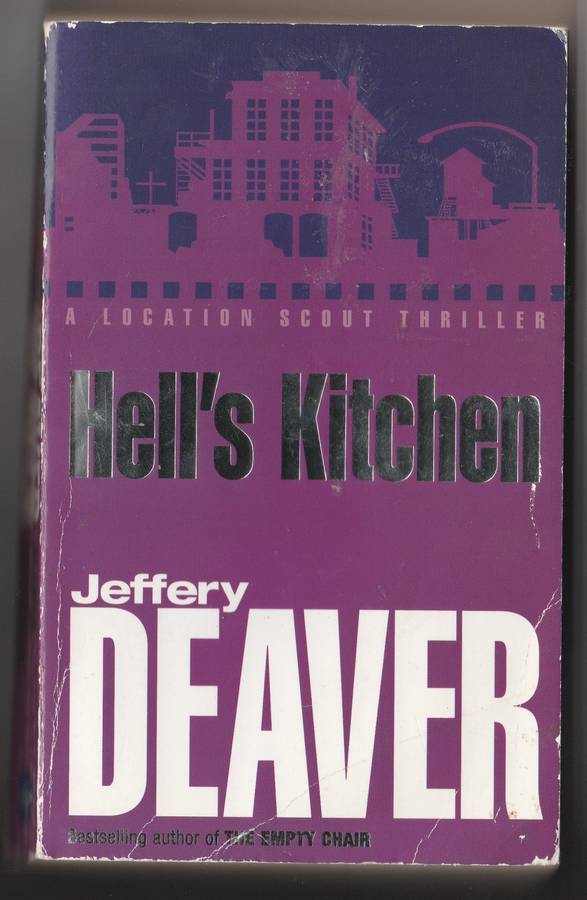 A LOCATION SCOUT THRILLER
Hell's Kitchen
Jeffery
DEAVER
Bestselling author of THE EMPTY CHAIR